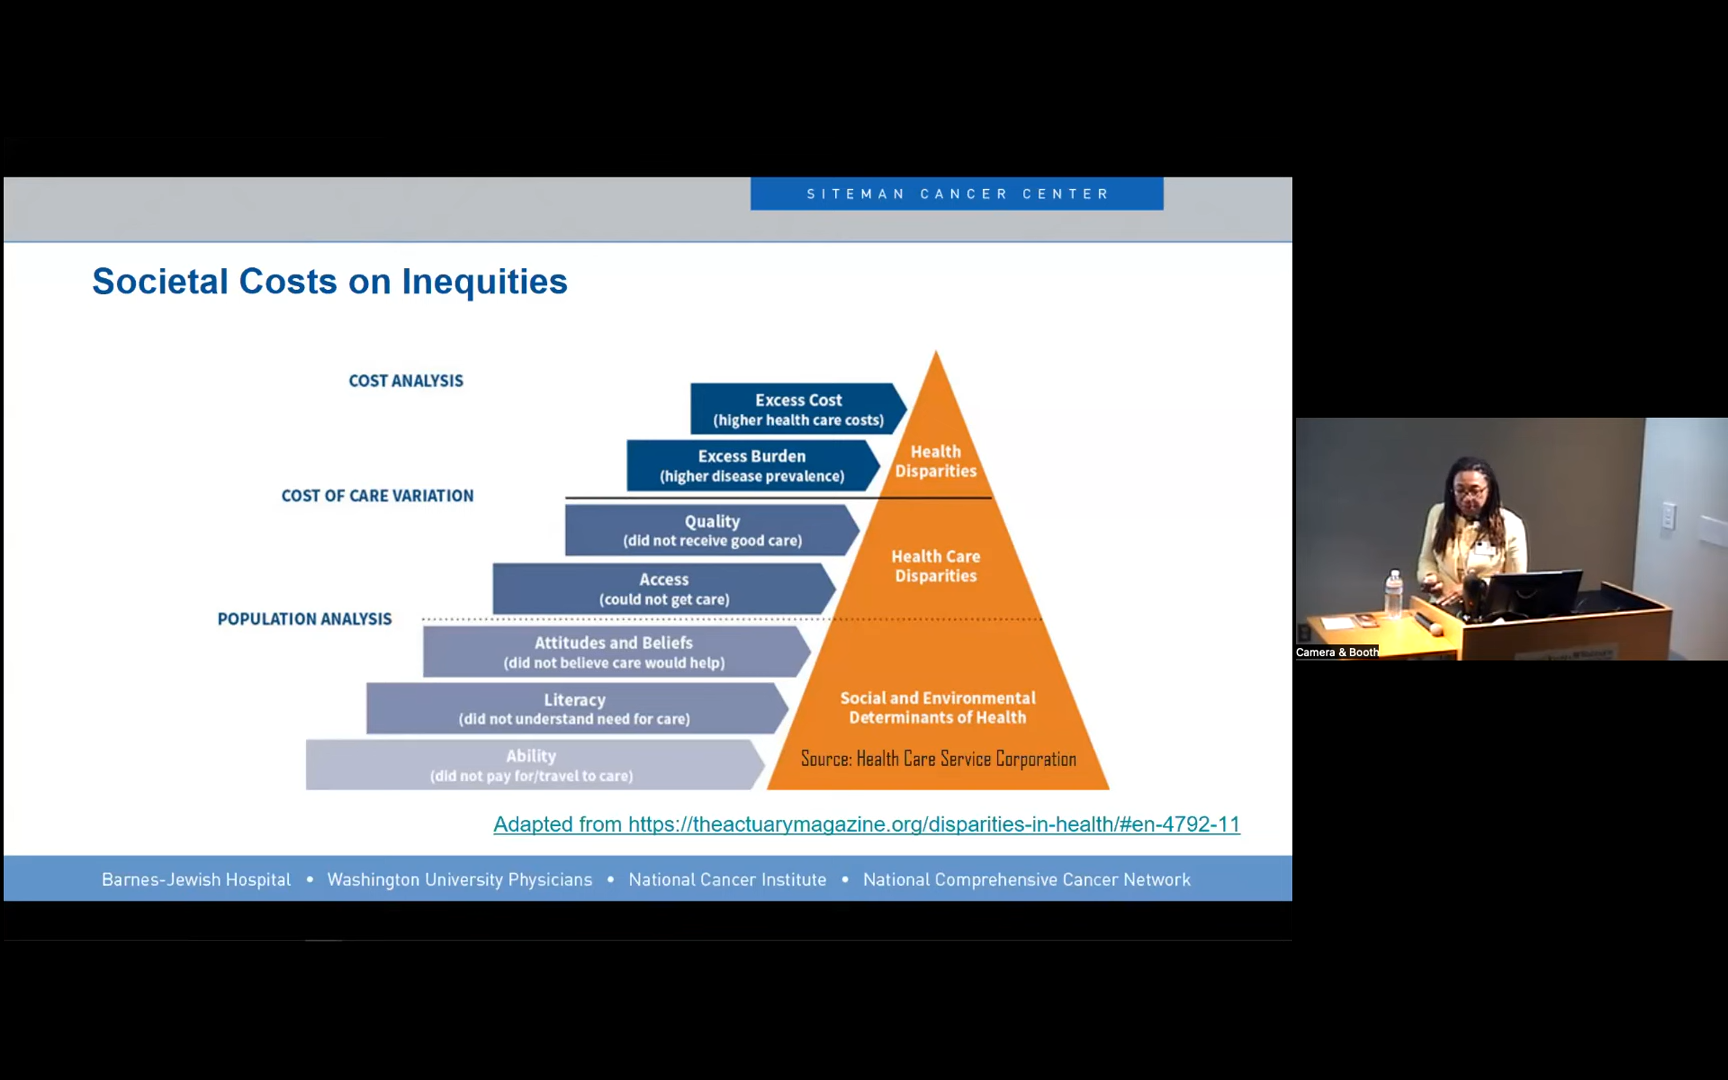 SITEMAN CANCER CENTER
Societal Costs on Inequities
COST ANALYSIS
Excess Cost
(higher health care costs)
Excess Burden
(higher disease prevalence)
Health
Disparities
COST OF CARE VARIATION
Quality
(did not receive good care)
Access
(could not get care)
Health Care
Disparities
POPULATION ANALYSIS
Attitudes and Beliefs
(did not believe care would help)
Literacy
(did not understand need for care)
Ability
(did not pay for/travel to care)
Social and Environmental
Determinants of Health
Source: Health Care Service Corporation
Adapted from https://theactuarymagazine.org/disparities-in-health/#en-4792-11
Barnes-Jewish Hospital • Washington University Physicians • National Cancer Institute • National Comprehensive Cancer Network
Camera & Booth